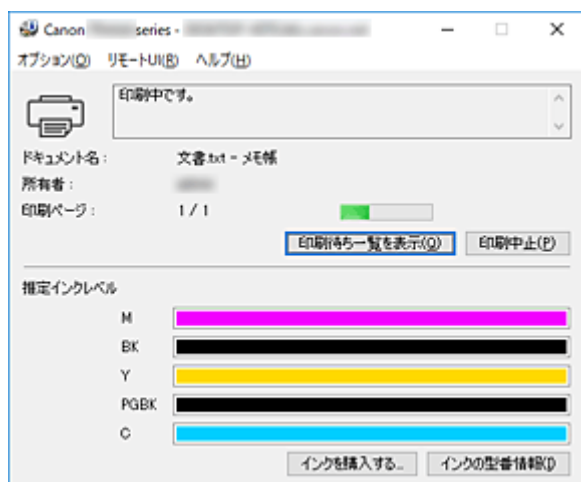 Canon series -
オプション(O) リモートUI(R) ヘルプ(H)
印刷中です。
ドキュメント名 : 文書.txt - メモ帳
所有者 :
印刷ページ : 1 / 1
印刷待ち一覧を表示(Q) 印刷中止(P)
推定インクレベル
M
BK
Y
PGBK
C
インクを購入する... インクの型番情報(I)